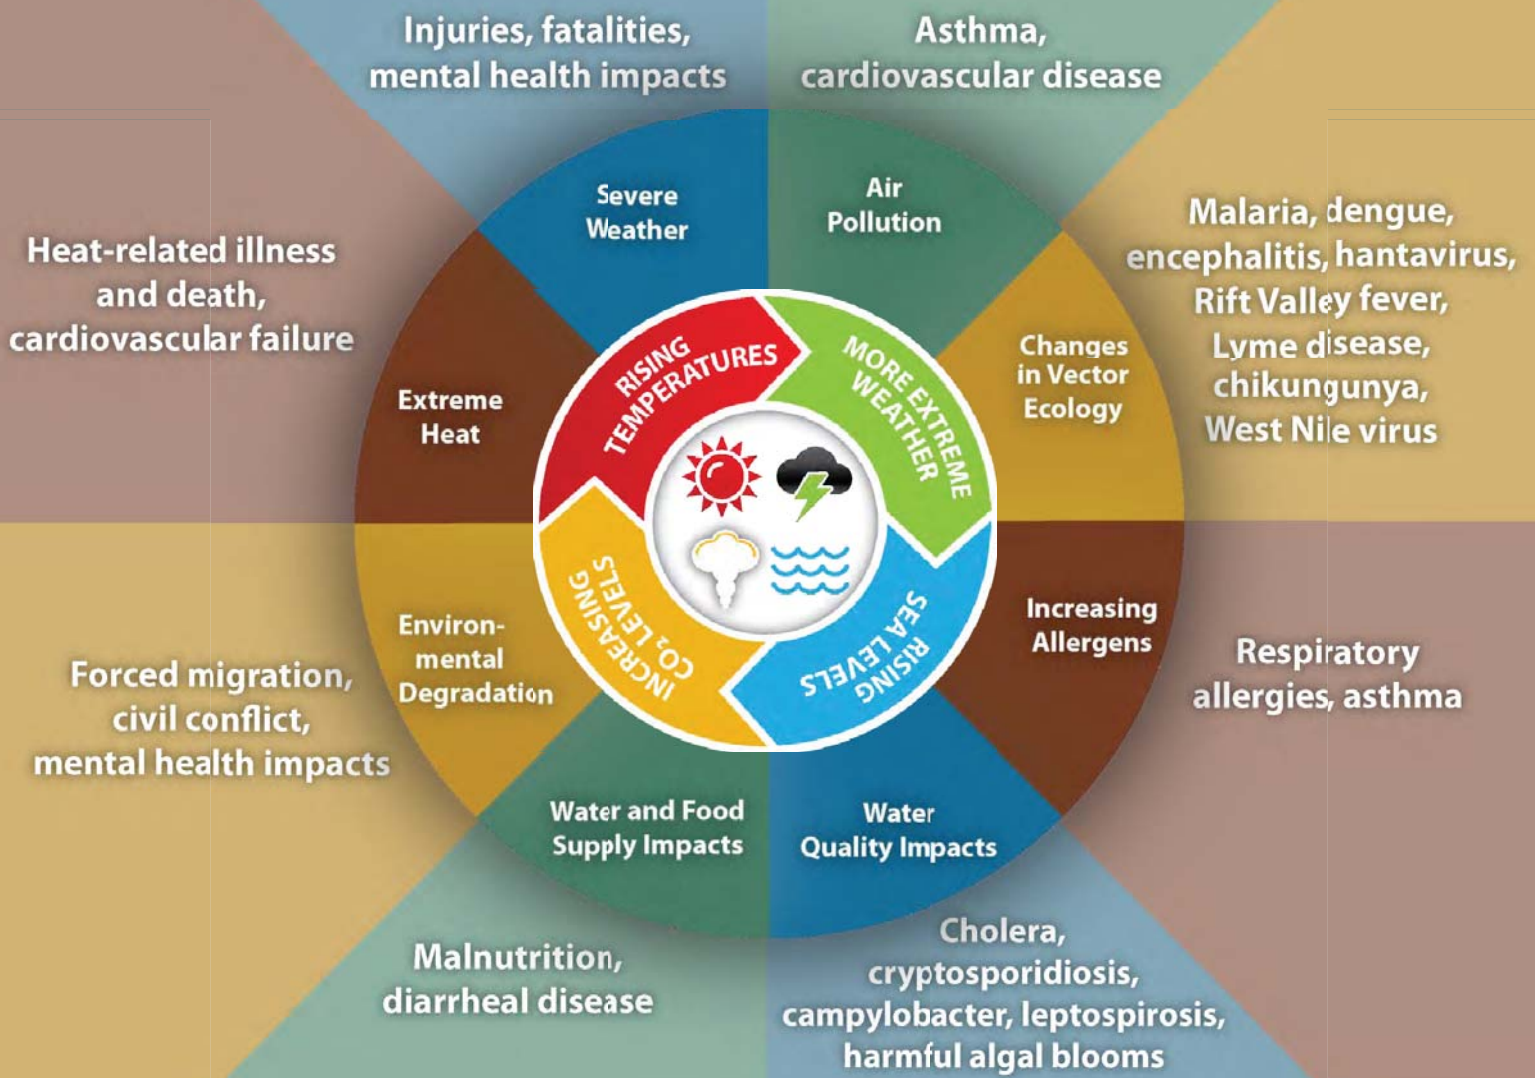 Injuries, fatalities,
mental health impacts
Asthma,
cardiovascular disease
Severe
Weather
Air
Pollution
Malaria, dengue,
encephalitis, hantavirus,
Rift Valley fever,
Lyme disease,
chikungunya,
West Nile virus
Heat-related illness
and death,
cardiovascular failure
Extreme
Heat
Changes
in Vector
Ecology
RISING
TEMPERATURES
MORE EXTREME
WEATHER
RISING
SEA LEVELS
INCREASING
CO₂ LEVELS
Environ-
mental
Degradation
Increasing
Allergens
Forced migration,
civil conflict,
mental health impacts
Respiratory
allergies, asthma
Water and Food
Supply Impacts
Water
Quality Impacts
Malnutrition,
diarrheal disease
Cholera,
cryptosporidiosis,
campylobacter, leptospirosis,
harmful algal blooms